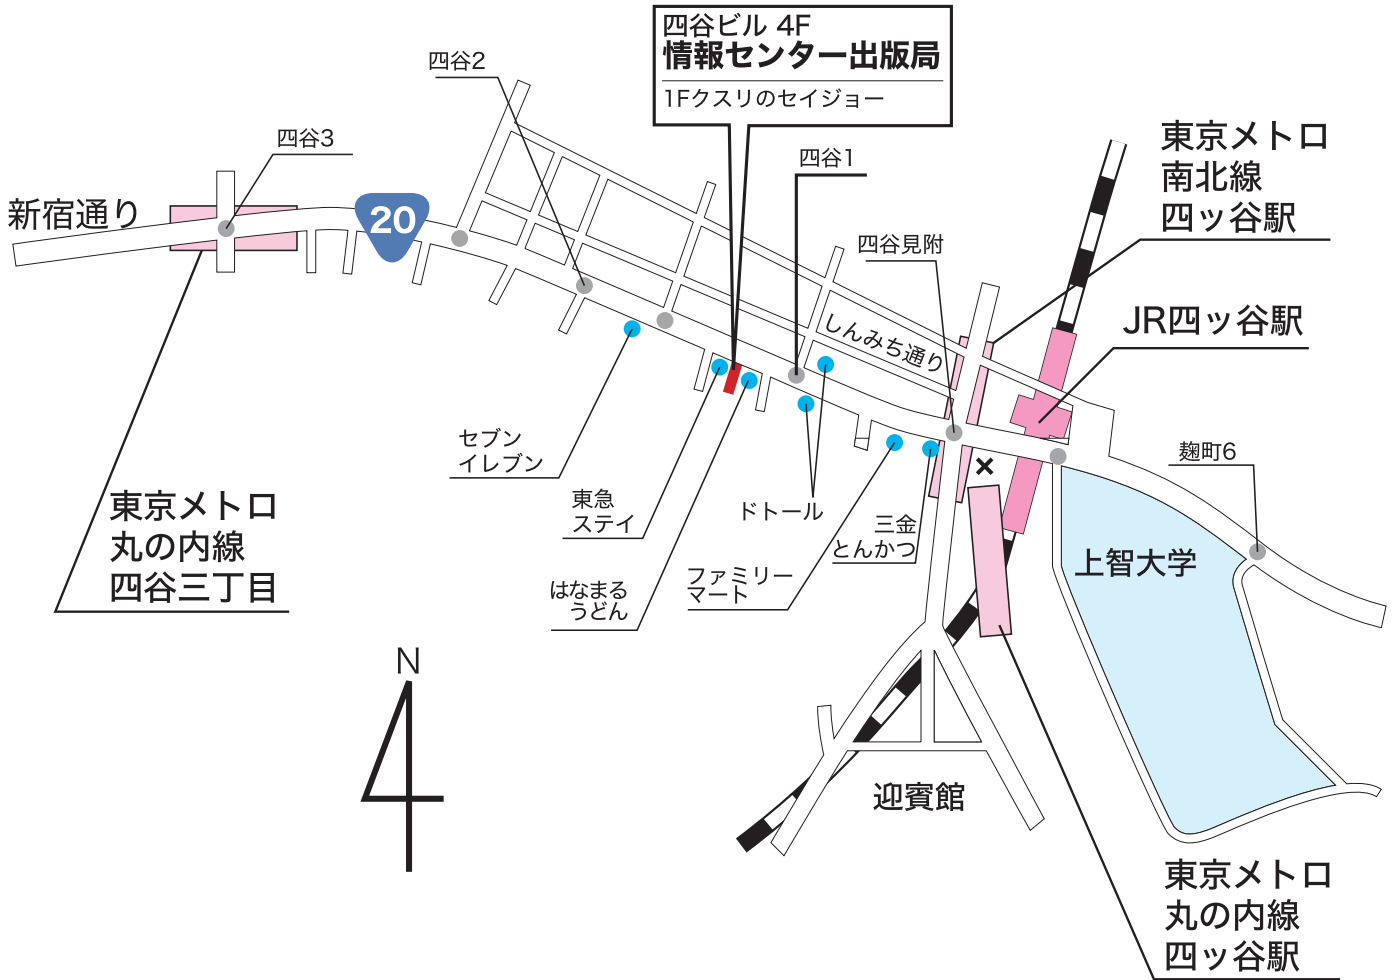 四谷ビル 4F
情報センター出版局
1Fクスリのセイジョー
四谷2
四谷3
四谷1
東京メトロ
南北線
四ッ谷駅
新宿通り
20
四谷見附
しんみち通り
JR四ッ谷駅
セブン
イレブン
麹町6
東京メトロ
丸の内線
四谷三丁目
東急
ステイ
ドトール
三金
とんかつ
上智大学
はなまる
うどん
ファミリー
マート
N
迎賓館
東京メトロ
丸の内線
四ッ谷駅